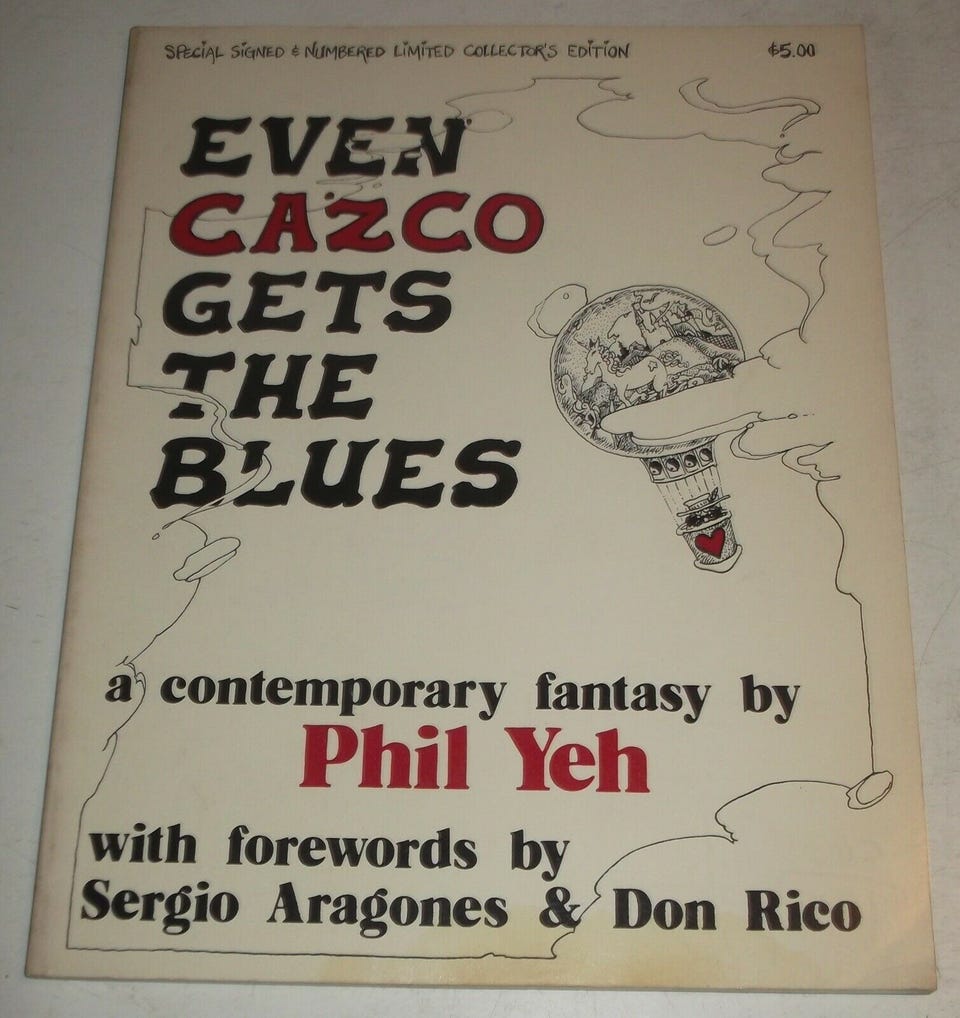 SPECIAL SIGNED & NUMBERED LIMITED COLLECTOR'S EDITION $5.00
EVEN
CAZCO
GETS
THE
BLUES
a contemporary fantasy by
Phil Yeh
with forewords by
Sergio Aragones & Don Rico